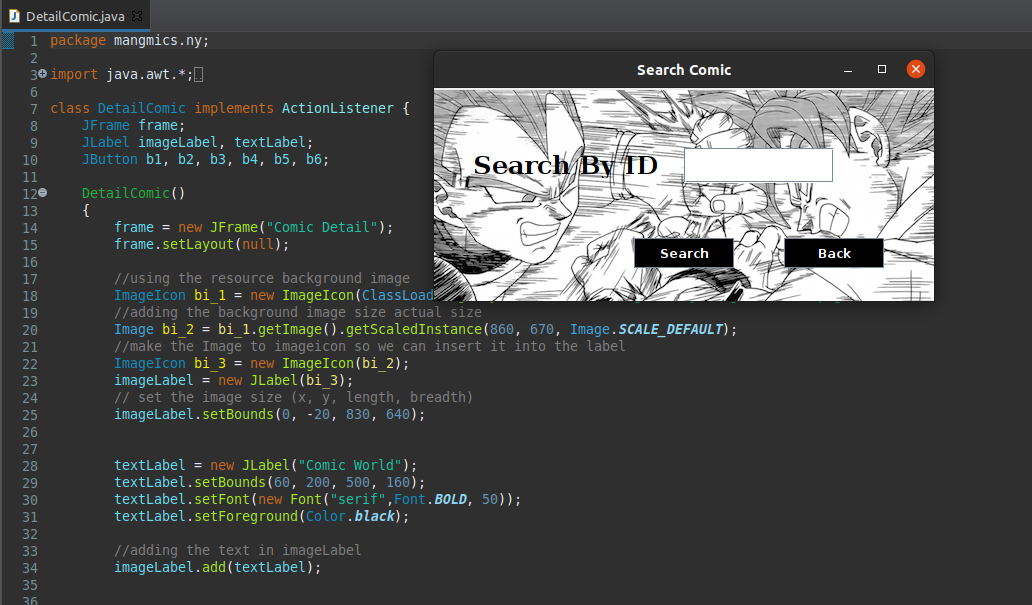 DetailComic.java
1 package mangmics.ny;
2
3 import java.awt.*;
6
7 class DetailComic implements ActionListener {
8 JFrame frame;
9 JLabel imageLabel, textLabel;
10 JButton b1, b2, b3, b4, b5, b6;
11
12 DetailComic()
13 {
14 frame = new JFrame("Comic Detail");
15 frame.setLayout(null);
16
17 //using the resource background image
18 ImageIcon bi_1 = new ImageIcon(ClassLoad
19 //adding the background image size actual size
20 Image bi_2 = bi_1.getImage().getScaledInstance(860, 670, Image.SCALE_DEFAULT);
21 //make the Image to imageicon so we can insert it into the label
22 ImageIcon bi_3 = new ImageIcon(bi_2);
23 imageLabel = new JLabel(bi_3);
24 // set the image size (x, y, length, breadth)
25 imageLabel.setBounds(0, -20, 830, 640);
26
27
28 textLabel = new JLabel("Comic World");
29 textLabel.setBounds(60, 200, 500, 160);
30 textLabel.setFont(new Font("serif",Font.BOLD, 50));
31 textLabel.setForeground(Color.black);
32
33 //adding the text in imageLabel
34 imageLabel.add(textLabel);
35
36
Search Comic
Search By ID
Search Back